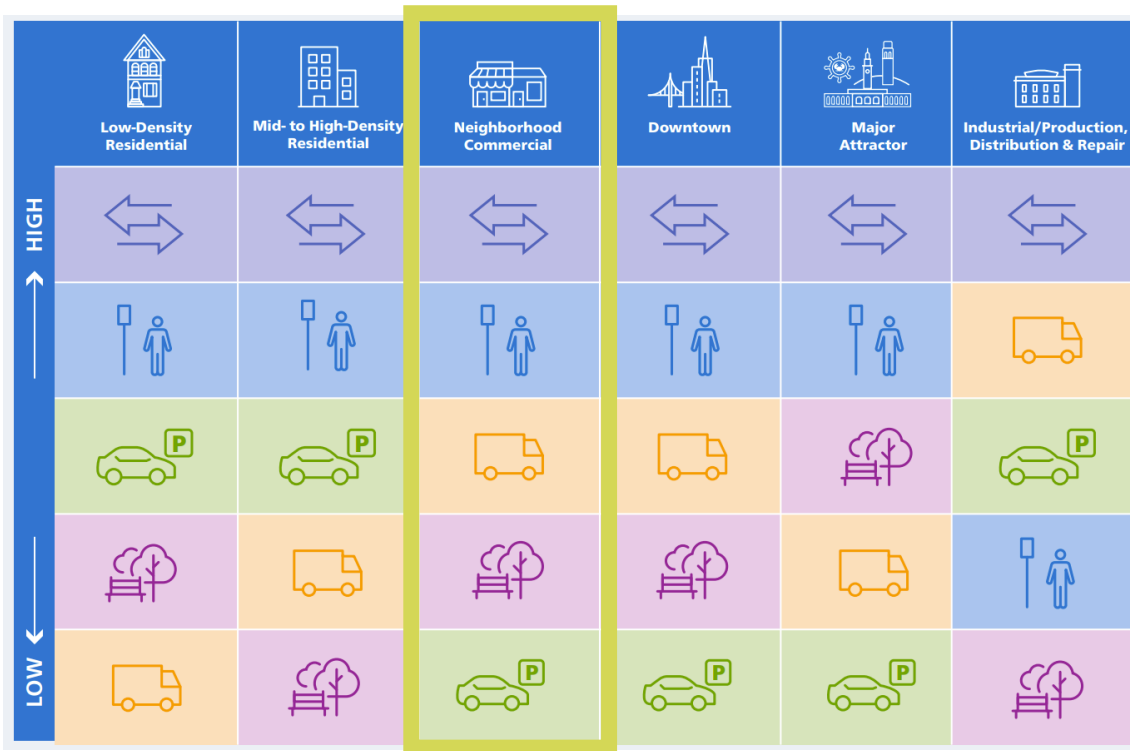 Low-Density
Residential
Mid- to High-Density
Residential
Neighborhood
Commercial
Downtown
Major
Attractor
Industrial/Production,
Distribution & Repair
HIGH
LOW
P
P
P
P
P
P